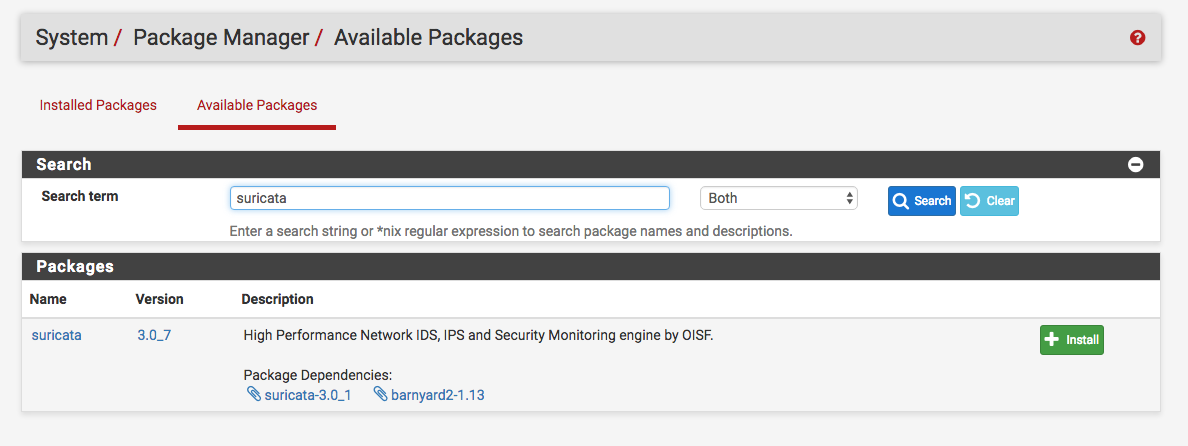 System / Package Manager / Available Packages
Installed Packages Available Packages
Search
Search term suricata Both Search Clear
Enter a search string or *nix regular expression to search package names and descriptions.
Packages
Name Version Description
suricata 3.0_7 High Performance Network IDS, IPS and Security Monitoring engine by OISF. Install
Package Dependencies:
suricata-3.0_1 barnyard2-1.13